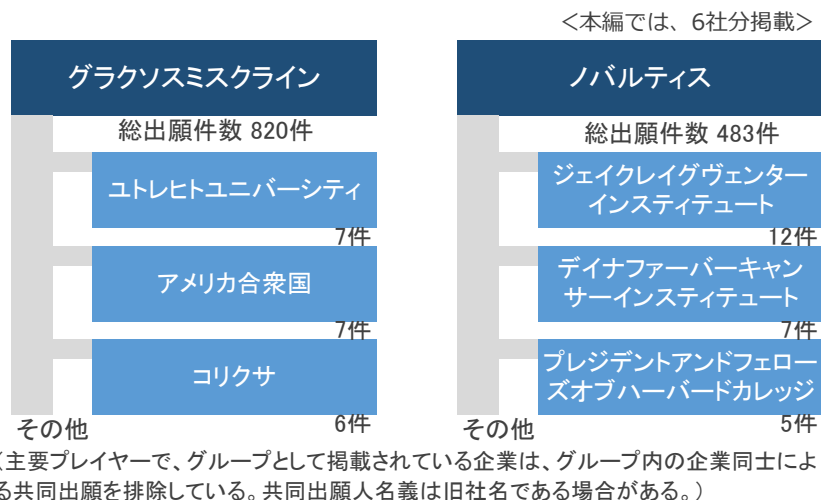 ＜本編では、6社分掲載＞
グラクソスミスクライン
総出願件数 820件
ユトレヒトユニバーシティ
7件
アメリカ合衆国
7件
コリクサ
6件
その他
ノバルティス
総出願件数 483件
ジェイクレイグヴェンター
インスティテュート
12件
デイナファーバーキャン
サーインスティテュート
7件
プレジデントアンドフェロー
ズオブハーバードカレッジ
5件
その他
（主要プレイヤーで、グループとして掲載されている企業は、グループ内の企業同士によ
る共同出願を排除している。共同出願人名義は旧社名である場合がある。）